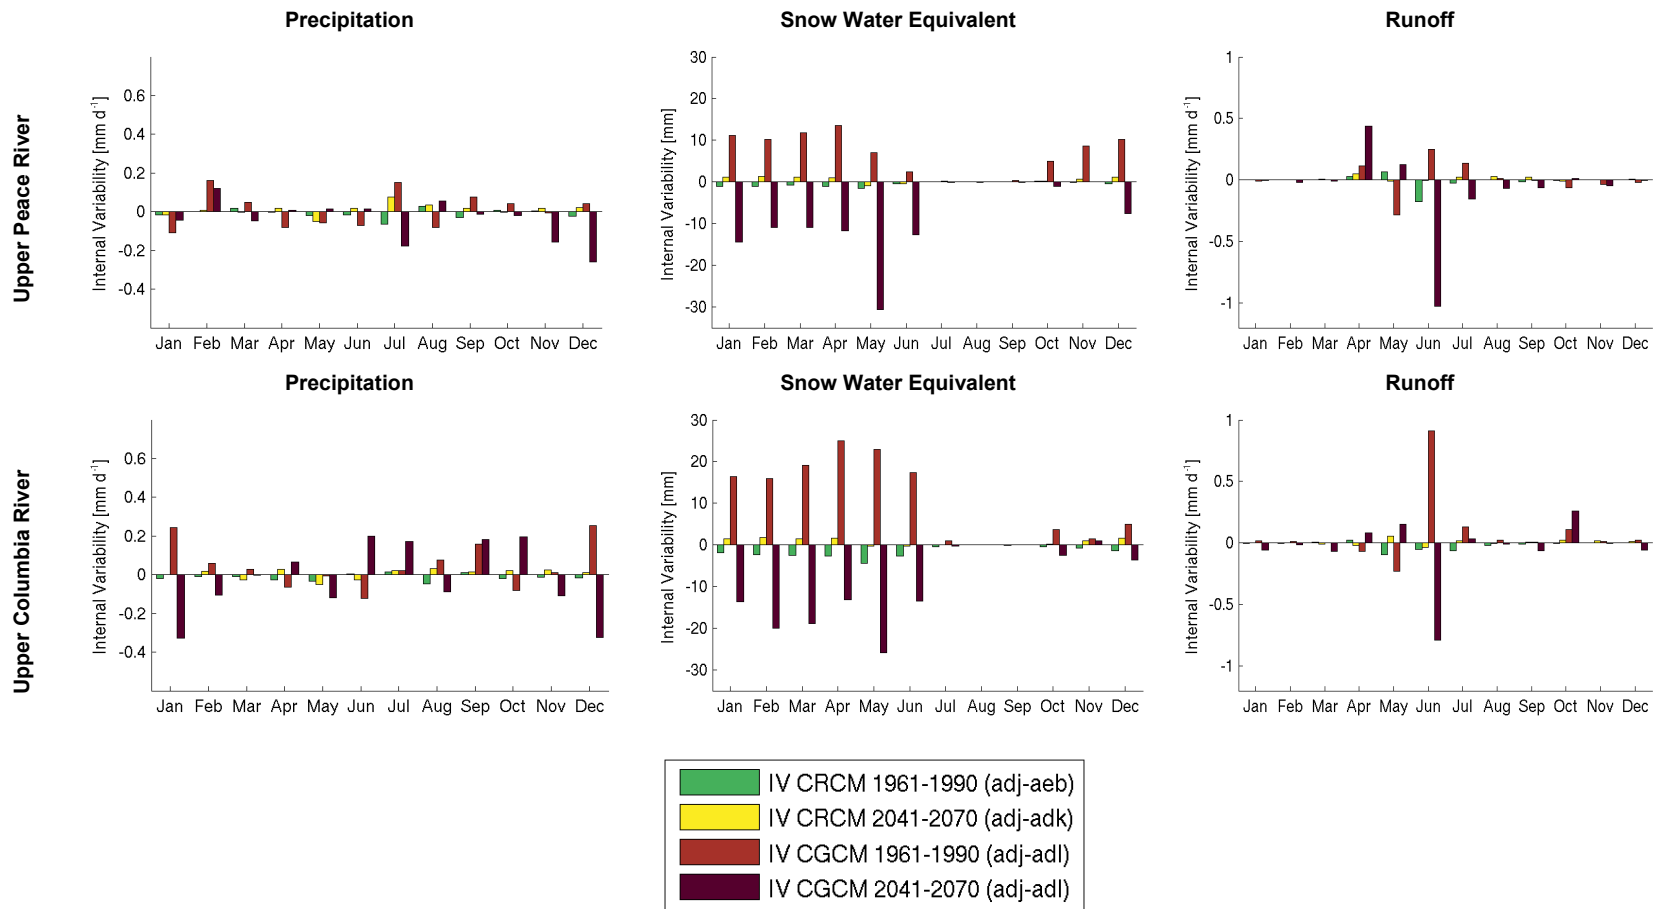 Precipitation
Snow Water Equivalent
Runoff
Upper Peace River
Internal Variability [mm d⁻¹]
0.6
0.4
0.2
0
-0.2
-0.4
Jan Feb Mar Apr May Jun Jul Aug Sep Oct Nov Dec
Internal Variability [mm]
30
20
10
0
-10
-20
-30
Jan Feb Mar Apr May Jun Jul Aug Sep Oct Nov Dec
Internal Variability [mm d⁻¹]
1
0.5
0
-0.5
-1
Jan Feb Mar Apr May Jun Jul Aug Sep Oct Nov Dec
Precipitation
Snow Water Equivalent
Runoff
Upper Columbia River
Internal Variability [mm d⁻¹]
0.6
0.4
0.2
0
-0.2
-0.4
Jan Feb Mar Apr May Jun Jul Aug Sep Oct Nov Dec
Internal Variability [mm]
30
20
10
0
-10
-20
-30
Jan Feb Mar Apr May Jun Jul Aug Sep Oct Nov Dec
Internal Variability [mm d⁻¹]
1
0.5
0
-0.5
-1
Jan Feb Mar Apr May Jun Jul Aug Sep Oct Nov Dec
IV CRCM 1961-1990 (adj-aeb)
IV CRCM 2041-2070 (adj-adk)
IV CGCM 1961-1990 (adj-adl)
IV CGCM 2041-2070 (adj-adl)